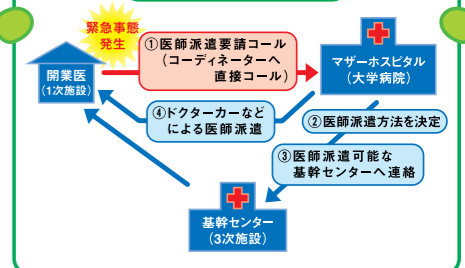 緊急事態
発生
①医師派遣要請コール
(コーディネーターへ
直接コール)
マザーホスピタル
(大学病院)
開業医
(1次施設)
④ドクターカーなど
による医師派遣
②医師派遣方法を決定
③医師派遣可能な
基幹センターへ連絡
基幹センター
(3次施設)